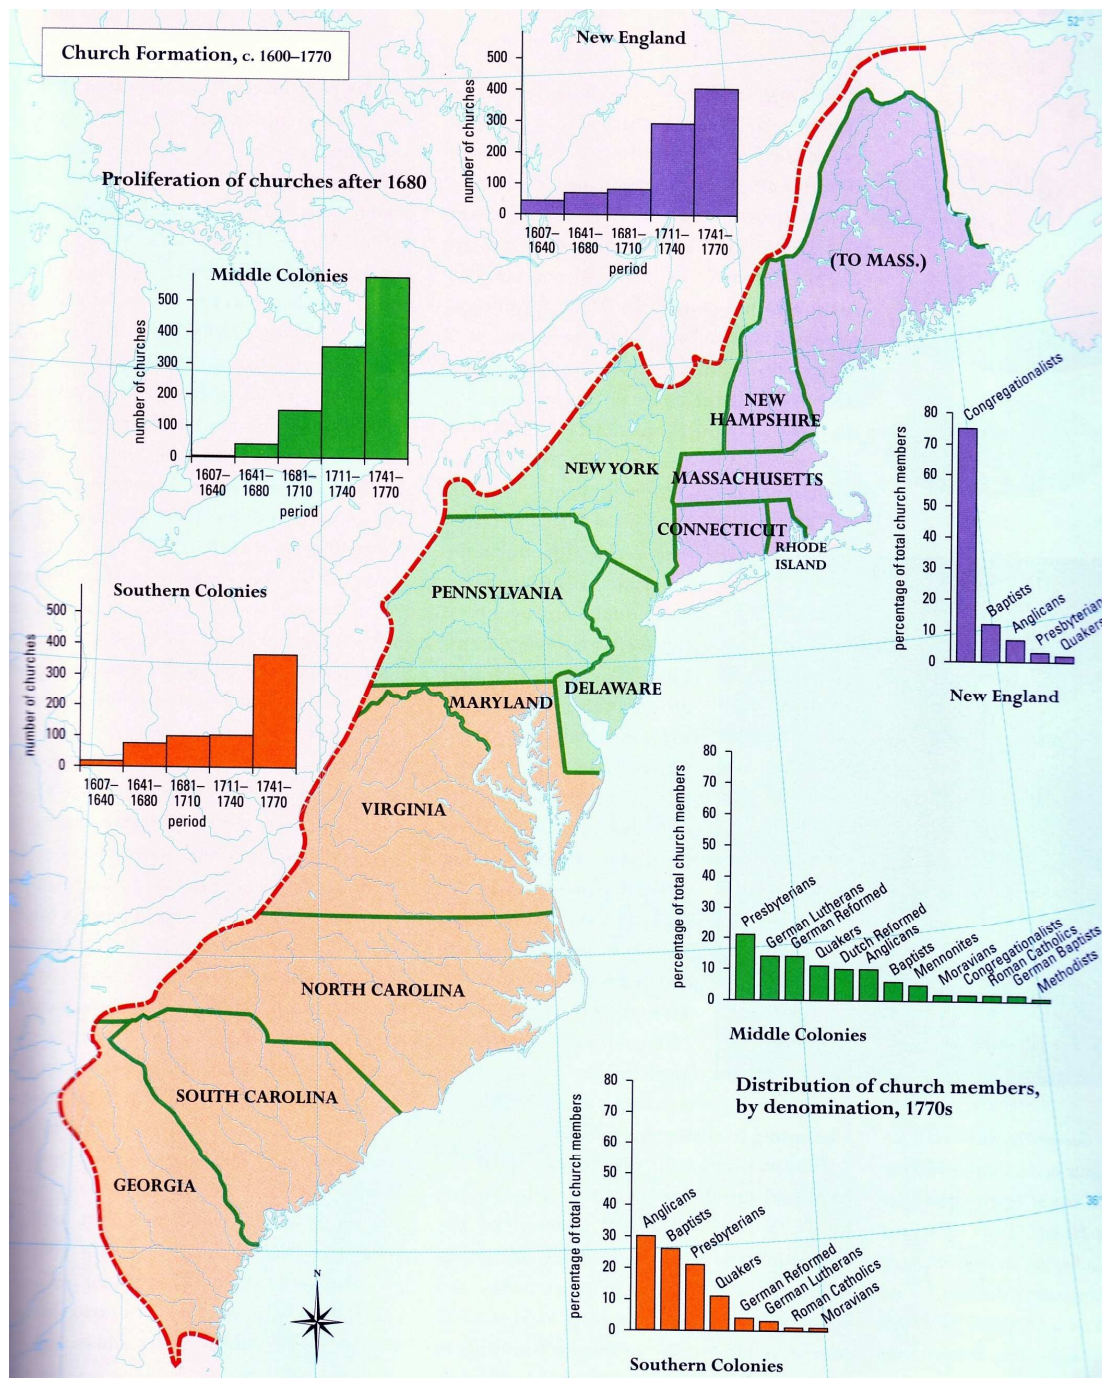 Church Formation, c. 1600–1770
Proliferation of churches after 1680
New England
number of churches
500
400
300
200
100
0
1607–1640
1641–1680
1681–1710
1711–1740
1741–1770
period
Middle Colonies
number of churches
500
400
300
200
100
0
1607–1640
1641–1680
1681–1710
1711–1740
1741–1770
period
Southern Colonies
number of churches
500
400
300
200
100
0
1607–1640
1641–1680
1681–1710
1711–1740
1741–1770
period
52°
(TO MASS.)
NEW
HAMPSHIRE
NEW YORK
MASSACHUSETTS
CONNECTICUT
RHODE
ISLAND
PENNSYLVANIA
DELAWARE
MARYLAND
VIRGINIA
NORTH CAROLINA
SOUTH CAROLINA
GEORGIA
N
36°
percentage of total church members
80
70
60
50
40
30
20
10
0
Congregationalists
Baptists
Anglicans
Presbyterian
Quakers
New England
percentage of total church members
80
70
60
50
40
30
20
10
0
Presbyterians
German Lutherans
German Reformed
Quakers
Dutch Reformed
Anglicans
Baptists
Mennonites
Moravians
Congregationalists
Roman Catholics
German Baptists
Methodists
Middle Colonies
Distribution of church members,
by denomination, 1770s
percentage of total church members
80
70
60
50
40
30
20
10
0
Anglicans
Baptists
Presbyterians
Quakers
German Reformed
German Lutherans
Roman Catholics
Moravians
Southern Colonies